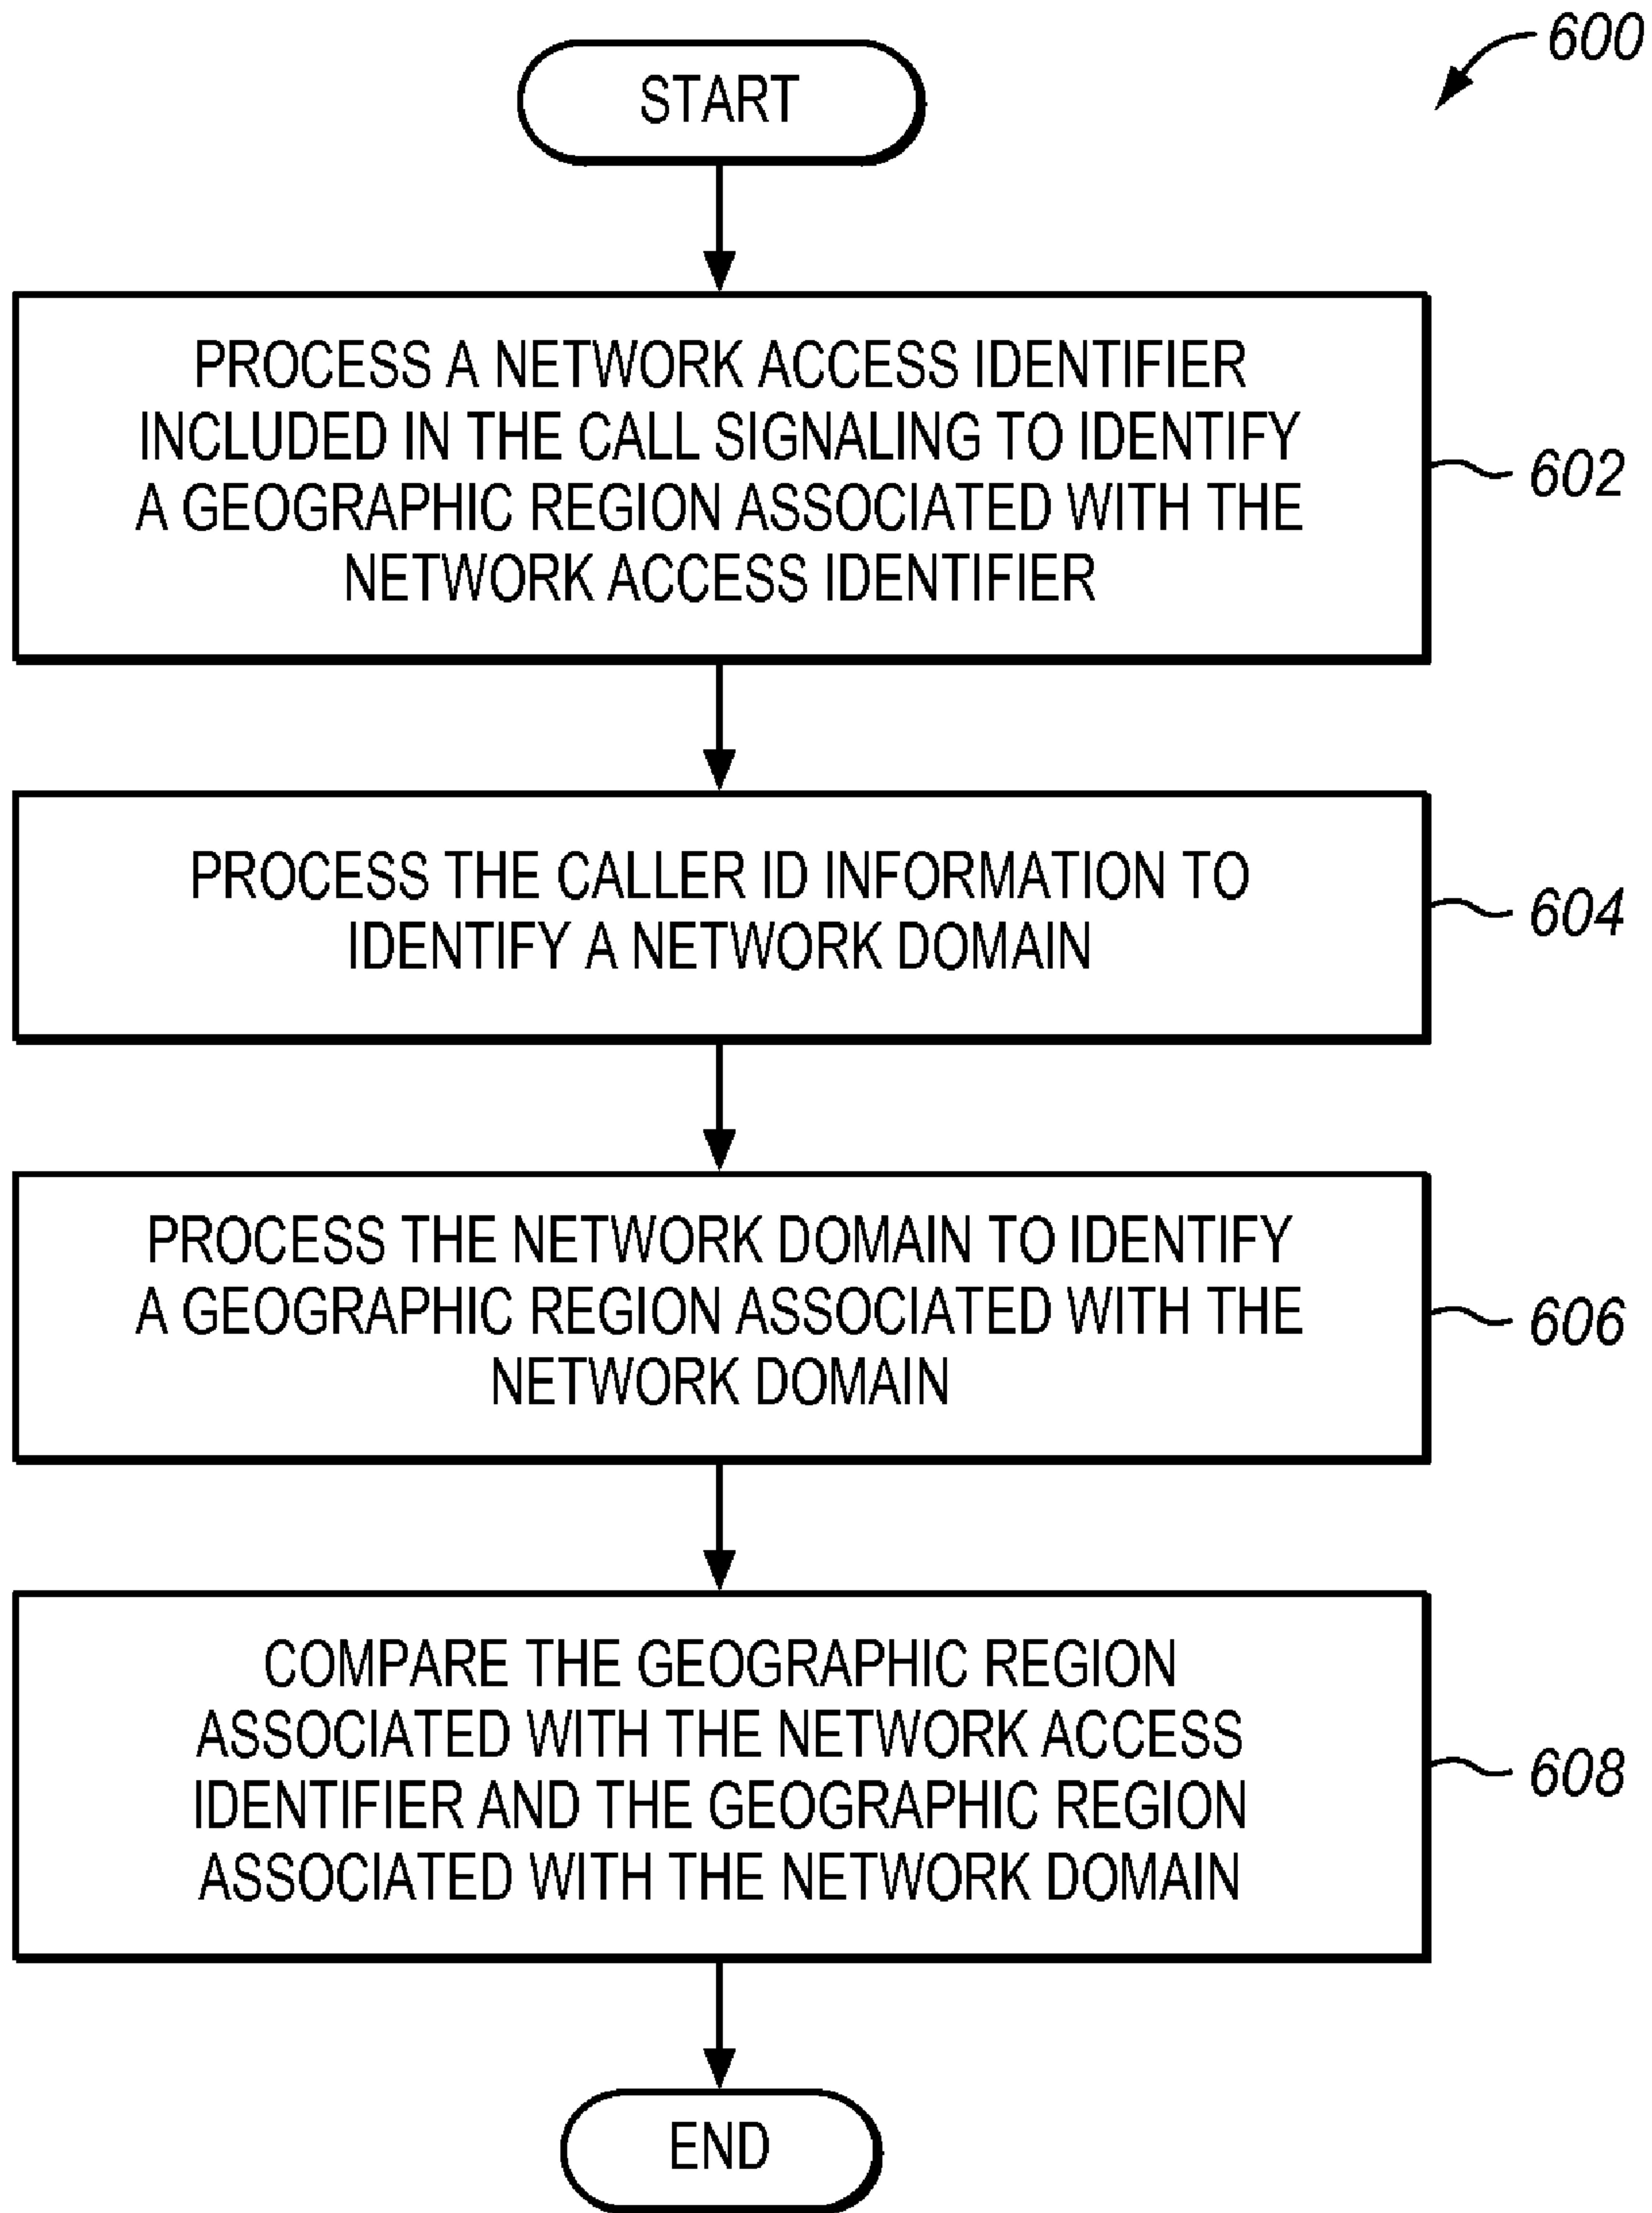 600
START
PROCESS A NETWORK ACCESS IDENTIFIER
INCLUDED IN THE CALL SIGNALING TO IDENTIFY
A GEOGRAPHIC REGION ASSOCIATED WITH THE
NETWORK ACCESS IDENTIFIER
602
PROCESS THE CALLER ID INFORMATION TO
IDENTIFY A NETWORK DOMAIN
604
PROCESS THE NETWORK DOMAIN TO IDENTIFY
A GEOGRAPHIC REGION ASSOCIATED WITH THE
NETWORK DOMAIN
606
COMPARE THE GEOGRAPHIC REGION
ASSOCIATED WITH THE NETWORK ACCESS
IDENTIFIER AND THE GEOGRAPHIC REGION
ASSOCIATED WITH THE NETWORK DOMAIN
608
END